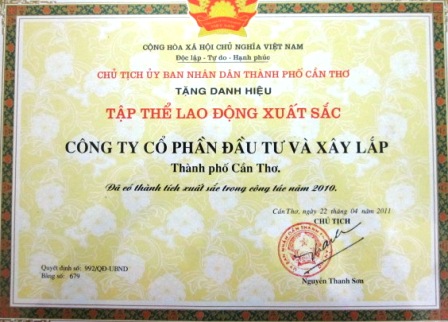 CỘNG HÒA XÃ HỘI CHỦ NGHĨA VIỆT NAM
Độc lập - Tự do - Hạnh phúc
CHỦ TỊCH ỦY BAN NHÂN DÂN THÀNH PHỐ CẦN THƠ
TẶNG DANH HIỆU
TẬP THỂ LAO ĐỘNG XUẤT SẮC
CÔNG TY CỔ PHẦN ĐẦU TƯ VÀ XÂY LẮP
Thành phố Cần Thơ.
Đã có thành tích xuất sắc trong công tác năm 2010.
Cần Thơ, ngày 22 tháng 04 năm 2011
CHỦ TỊCH
Quyết định số: 992/QĐ-UBND
Bảng số: 679
Nguyễn Thanh Sơn